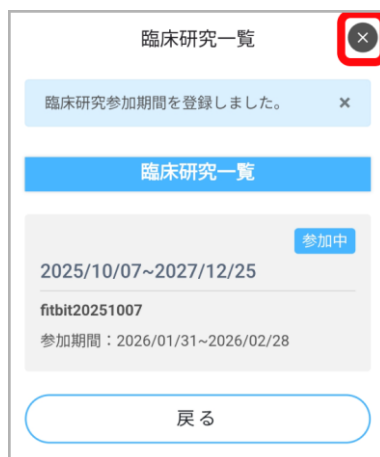 臨床研究一覧
臨床研究参加期間を登録しました。 ×
臨床研究一覧
参加中
2025/10/07~2027/12/25
fitbit20251007
参加期間：2026/01/31~2026/02/28
戻る